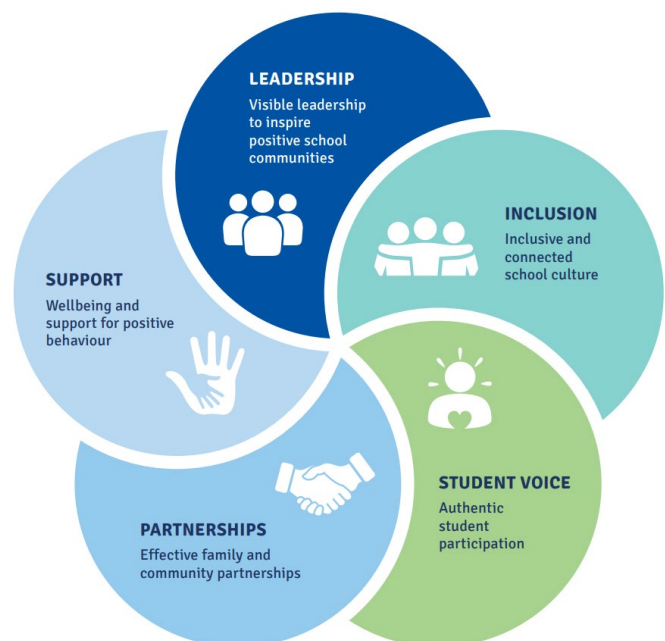 LEADERSHIP
Visible leadership
to inspire
positive school
communities
INCLUSION
Inclusive and
connected
school culture
STUDENT VOICE
Authentic
student
participation
PARTNERSHIPS
Effective family and
community partnerships
SUPPORT
Wellbeing and
support for positive
behaviour